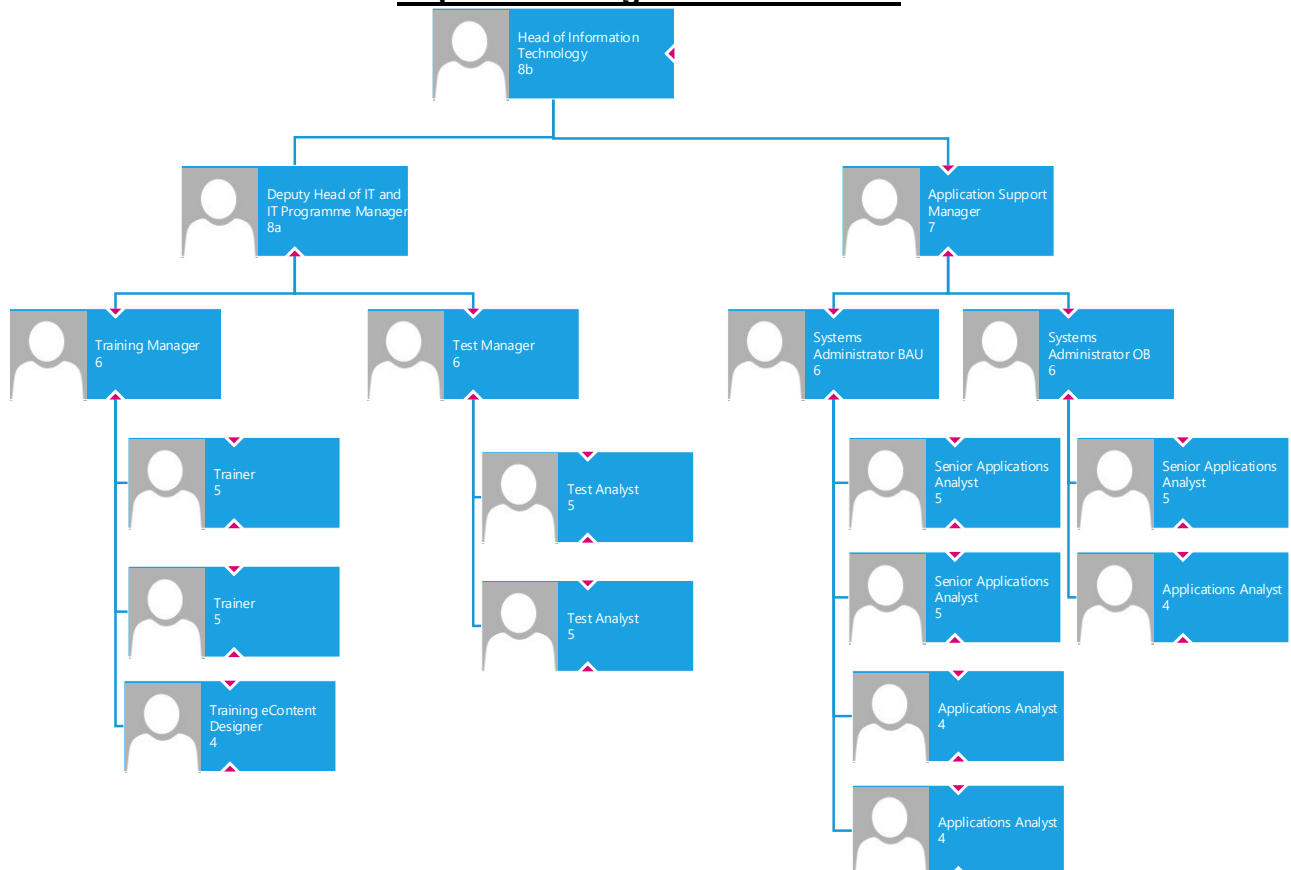 Head of Information
Technology
8b
Deputy Head of IT and
IT Programme Manager
8a
Application Support
Manager
7
Training Manager
6
Test Manager
6
Systems
Administrator BAU
6
Systems
Administrator OB
6
Trainer
5
Trainer
5
Training eContent
Designer
4
Test Analyst
5
Test Analyst
5
Senior Applications
Analyst
5
Senior Applications
Analyst
5
Applications Analyst
4
Applications Analyst
4
Senior Applications
Analyst
5
Applications Analyst
4